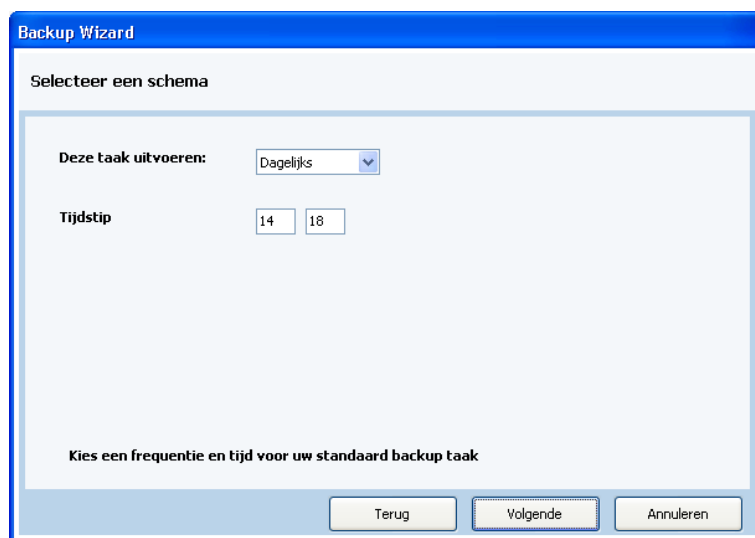 Backup Wizard
Selecteer een schema
Deze taak uitvoeren: Dagelijks
Tijdstip 14 18
Kies een frequentie en tijd voor uw standaard backup taak
Terug Volgende Annuleren